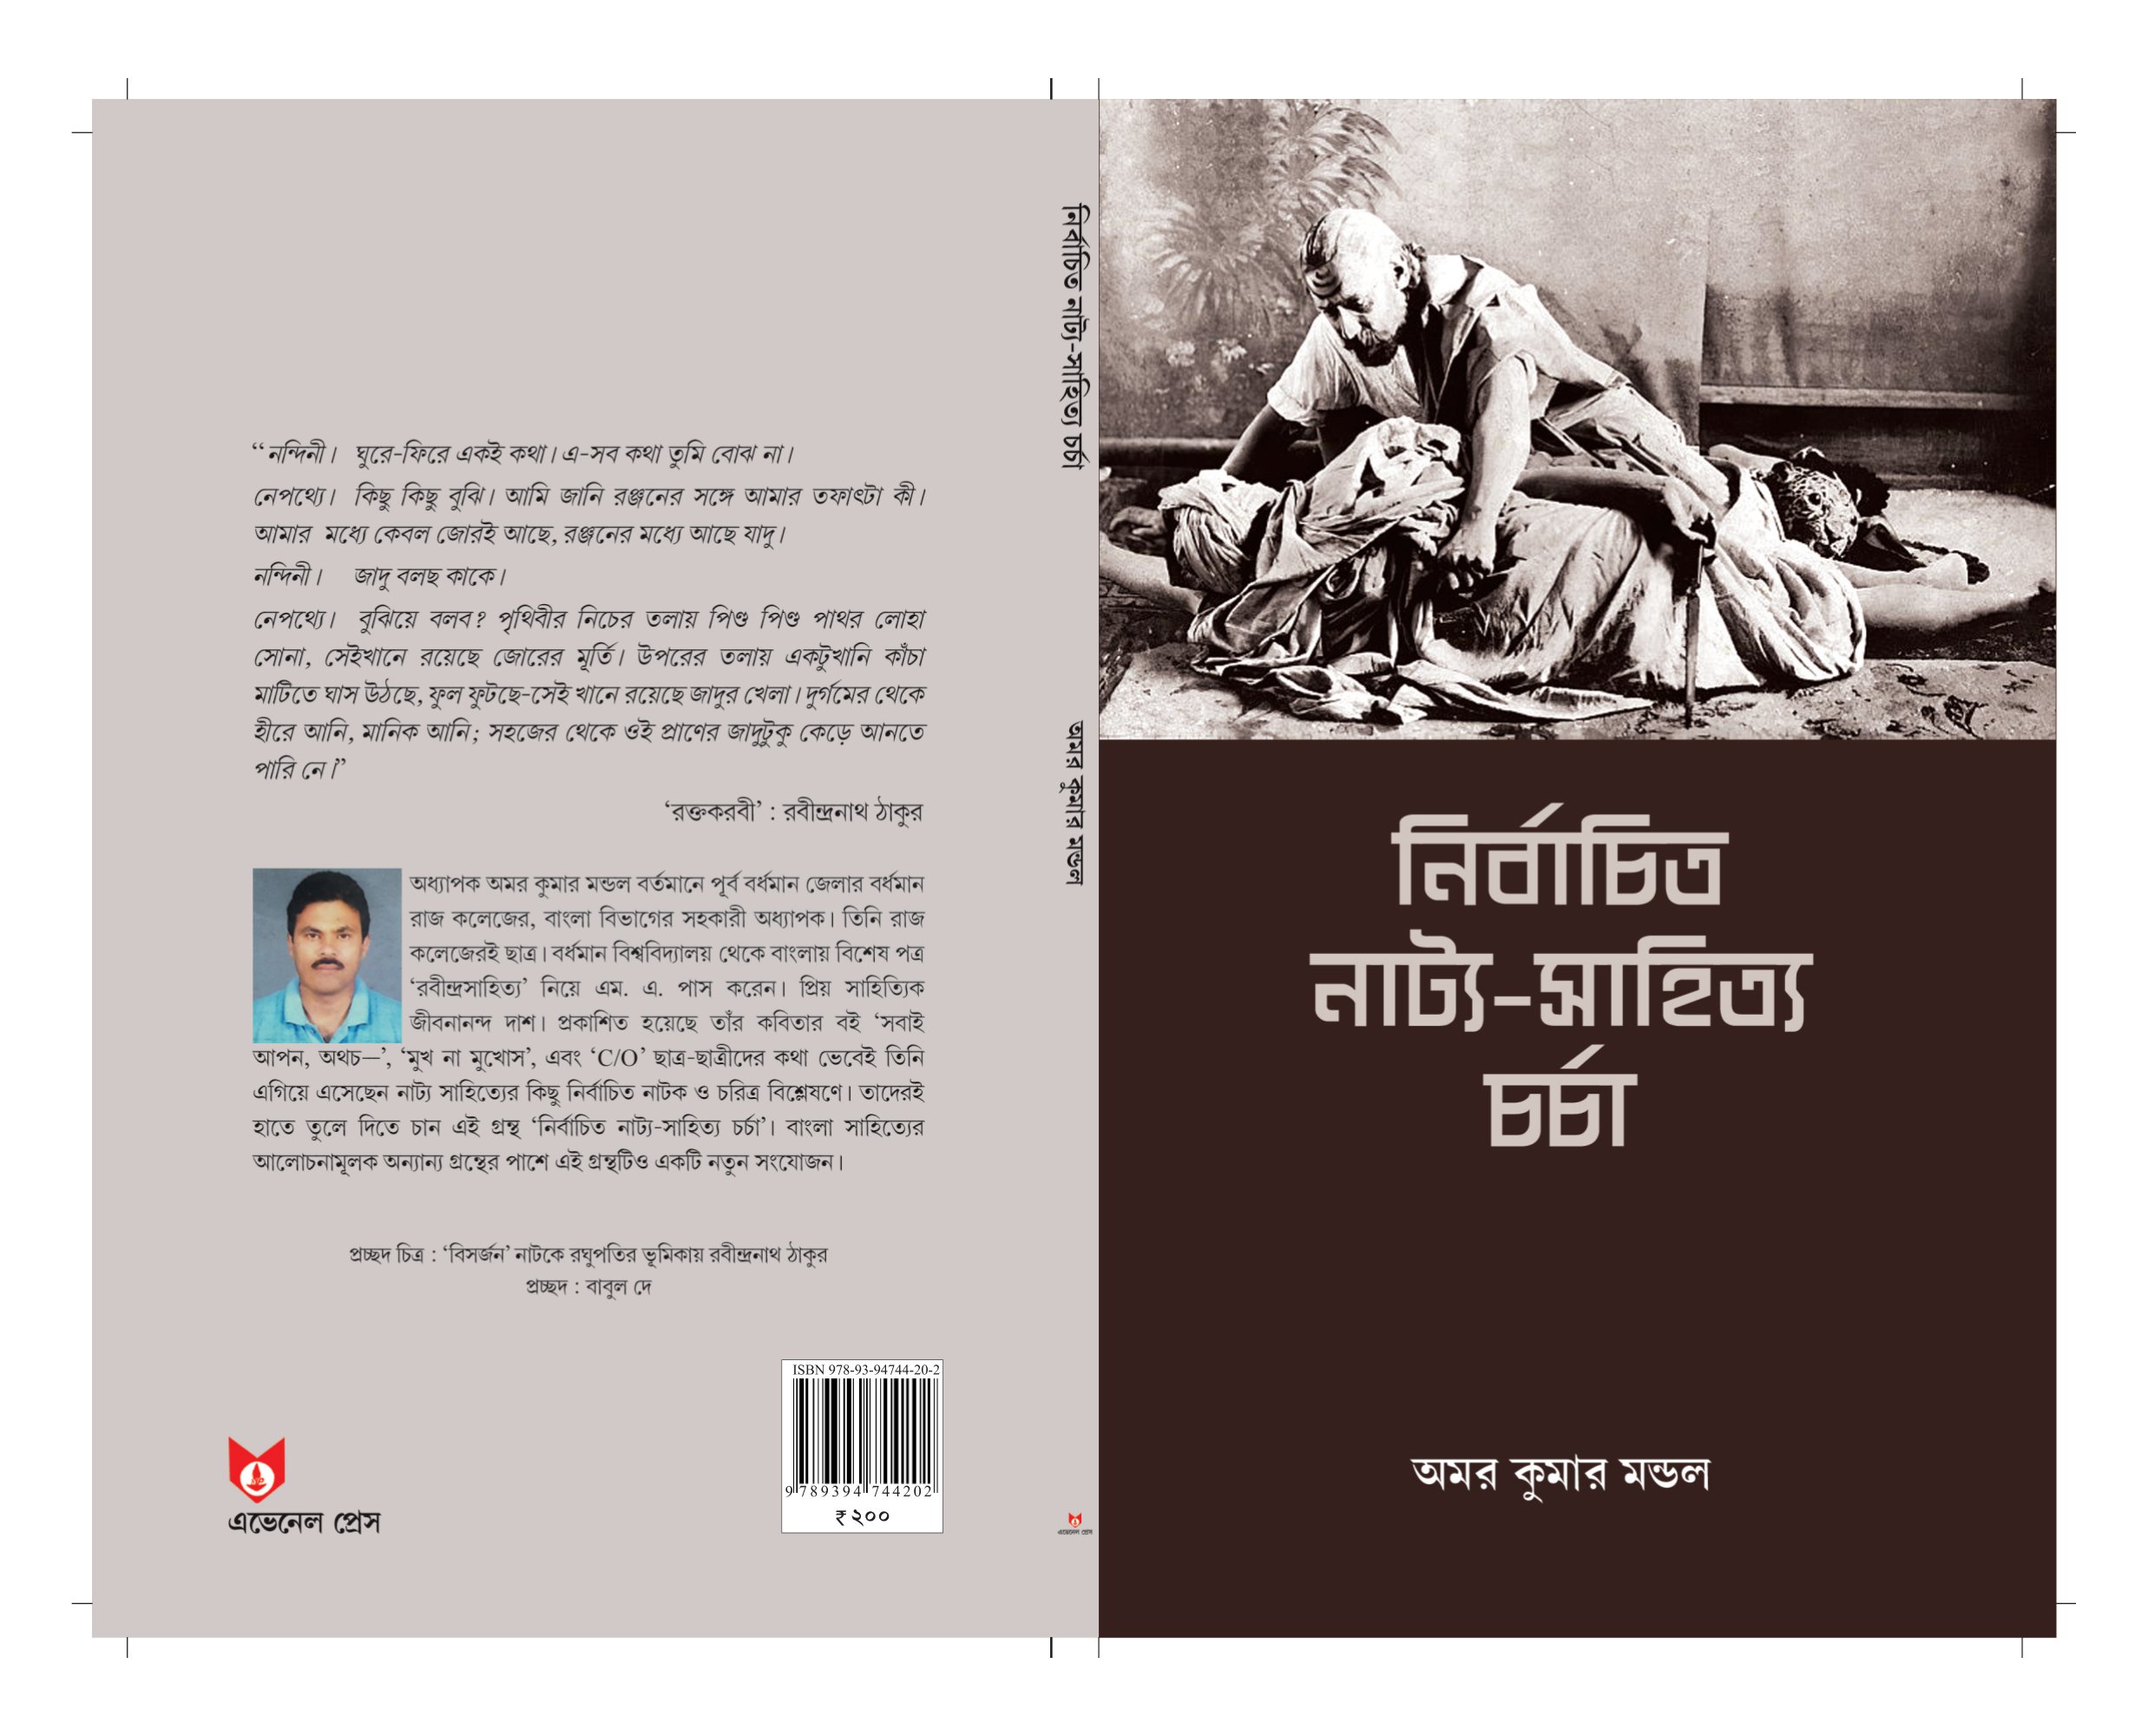 “নন্দিনী। ঘুরে-ফিরে একই কথা। এ-সব কথা তুমি বোঝ না।
নেপথ্যে। কিছু কিছু বুঝি। আমি জানি রঞ্জনের সঙ্গে আমার তফাৎটা কী।
আমার মধ্যে কেবল জোরই আছে, রঞ্জনের মধ্যে আছে যাদু।
নন্দিনী। জাদু বলছ কাকে।
নেপথ্যে। বুঝিয়ে বলব? পৃথিবীর নিচের তলায় পিণ্ড পিণ্ড পাথর লোহা
সোনা, সেইখানে রয়েছে জোরের মূর্তি। উপরের তলায় একটুখানি কাঁচা
মাটিতে ঘাস উঠছে, ফুল ফুটছে-সেই খানে রয়েছে জাদুর খেলা। দুর্গমের থেকে
হীরে আনি, মানিক আনি; সহজের থেকে ওই প্রাণের জাদুটুকু কেড়ে আনতে
পারি নে।”
‘রক্তকরবী’ : রবীন্দ্রনাথ ঠাকুর
অধ্যাপক অমর কুমার মন্ডল বর্তমানে পূর্ব বর্ধমান জেলার বর্ধমান
রাজ কলেজের, বাংলা বিভাগের সহকারী অধ্যাপক। তিনি রাজ
কলেজেরই ছাত্র। বর্ধমান বিশ্ববিদ্যালয় থেকে বাংলায় বিশেষ পত্র
‘রবীন্দ্রসাহিত্য’ নিয়ে এম. এ. পাস করেন। প্রিয় সাহিত্যিক
জীবনানন্দ দাশ। প্রকাশিত হয়েছে তাঁর কবিতার বই ‘সবাই
আপন, অথচ—’, ‘মুখ না মুখোস’, এবং ‘C/O’ ছাত্র-ছাত্রীদের কথা ভেবেই তিনি
এগিয়ে এসেছেন নাট্য সাহিত্যের কিছু নির্বাচিত নাটক ও চরিত্র বিশ্লেষণে। তাদেরই
হাতে তুলে দিতে চান এই গ্রন্থ ‘নির্বাচিত নাট্য-সাহিত্য চর্চা’। বাংলা সাহিত্যের
আলোচনামূলক অন্যান্য গ্রন্থের পাশে এই গ্রন্থটিও একটি নতুন সংযোজন।
প্রচ্ছদ চিত্র : ‘বিসর্জন’ নাটকে রঘুপতির ভূমিকায় রবীন্দ্রনাথ ঠাকুর
প্রচ্ছদ : বাবুল দে
এভেনেল প্রেস
ISBN 978-93-94744-20-2
9 789394 744202
₹ ২০০
নির্বাচিত নাট্য-সাহিত্য চর্চা
অমর কুমার মন্ডল
এভেনেল প্রেস
নির্বাচিত
নাট্য-সাহিত্য
চর্চা
অমর কুমার মন্ডল